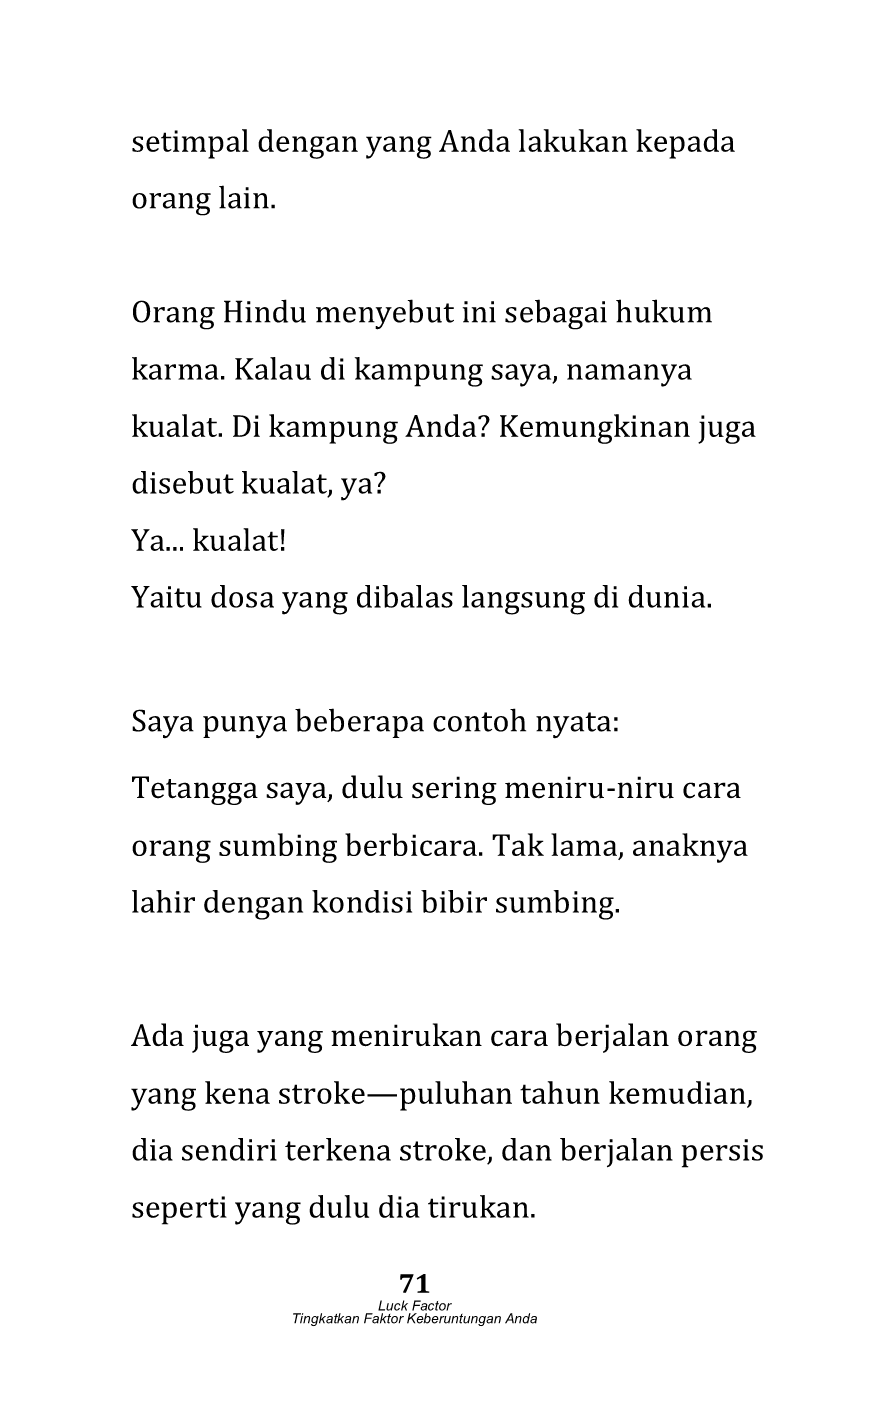 setimpal dengan yang Anda lakukan kepada
orang lain.
Orang Hindu menyebut ini sebagai hukum
karma. Kalau di kampung saya, namanya
kualat. Di kampung Anda? Kemungkinan juga
disebut kualat, ya?
Ya... kualat!
Yaitu dosa yang dibalas langsung di dunia.
Saya punya beberapa contoh nyata:
Tetangga saya, dulu sering meniru-niru cara
orang sumbing berbicara. Tak lama, anaknya
lahir dengan kondisi bibir sumbing.
Ada juga yang menirukan cara berjalan orang
yang kena stroke—puluhan tahun kemudian,
dia sendiri terkena stroke, dan berjalan persis
seperti yang dulu dia tirukan.
71
Luck Factor
Tingkatkan Faktor Keberuntungan Anda